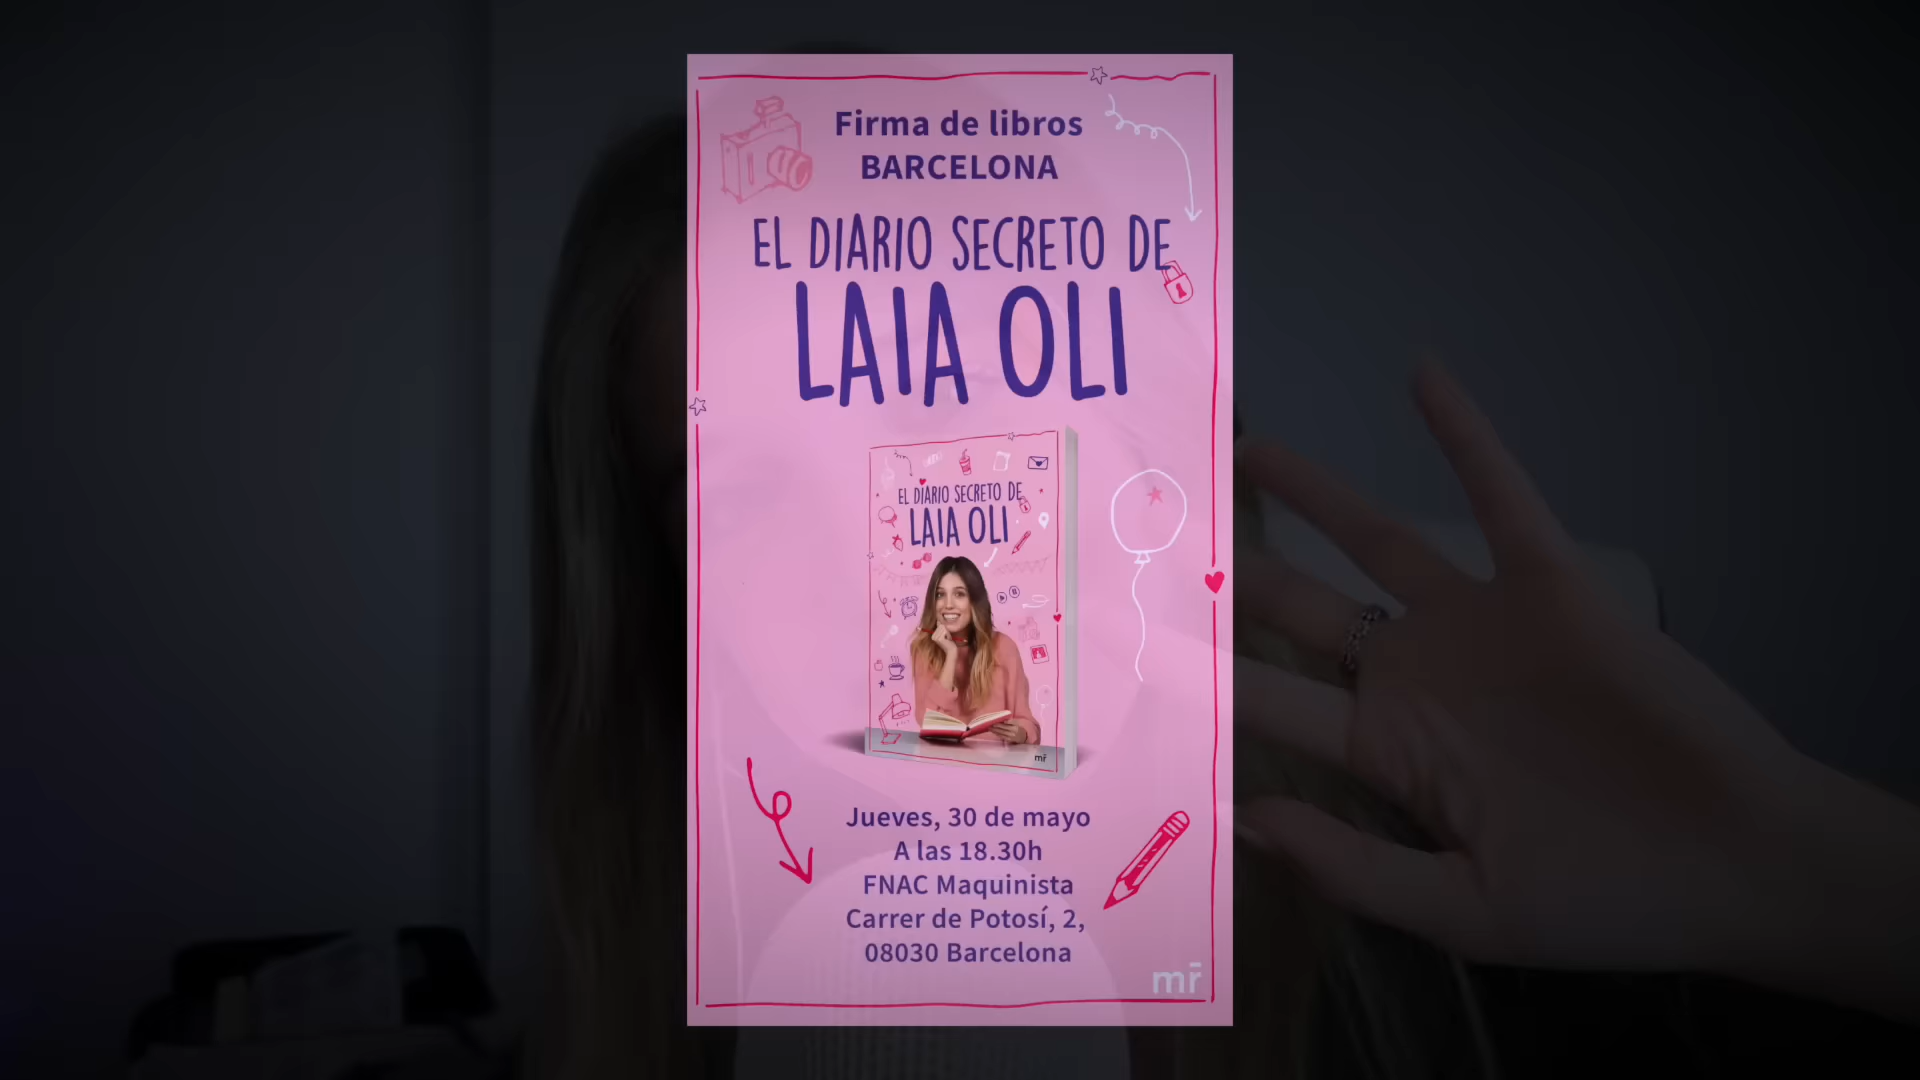 Firma de libros
BARCELONA
EL DIARIO SECRETO DE
LAIA OLI
EL DIARIO SECRETO DE
LAIA OLI
mr
Jueves, 30 de mayo
A las 18.30h
FNAC Maquinista
Carrer de Potosí, 2,
08030 Barcelona
mr